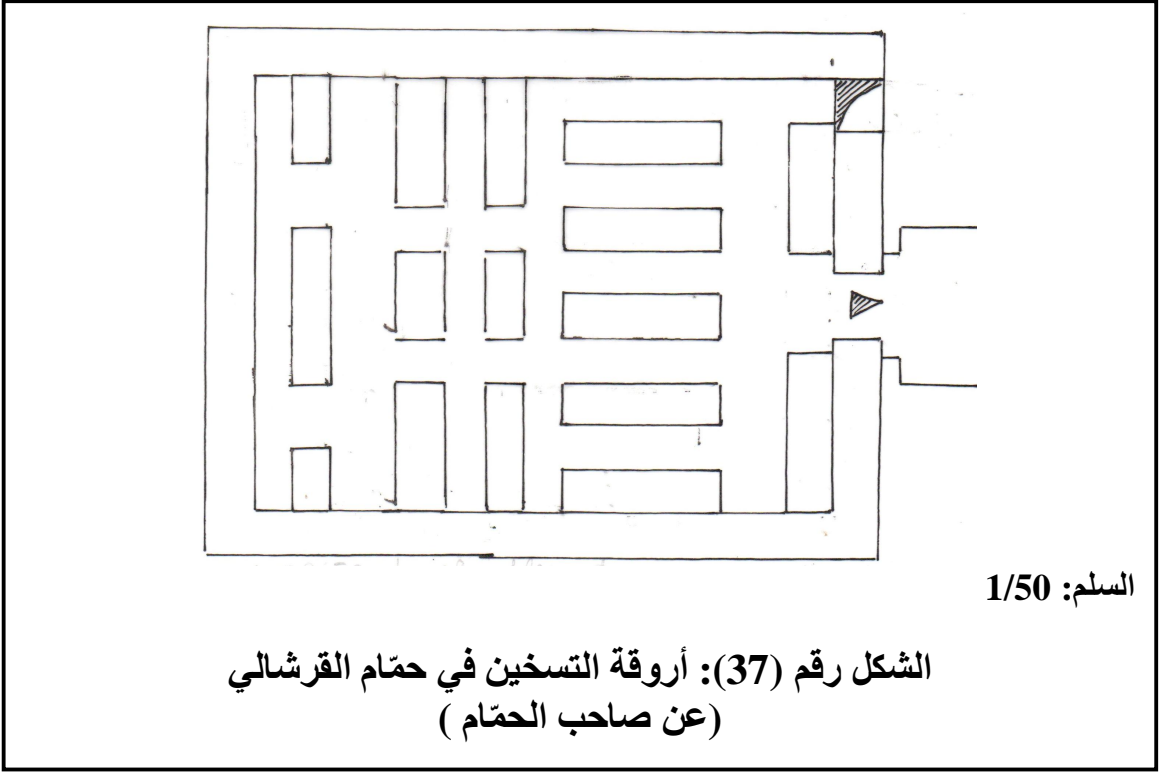 السلم: 1/50
الشكل رقم (37): أروقة التسخين في حمّام القرشالي
(عن صاحب الحمّام )